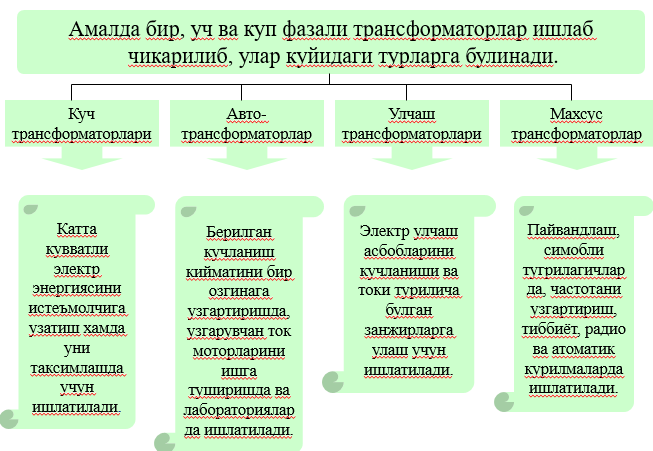 Амалда бир, уч ва куп фазали трансформаторлар ишлаб
чикарилиб, улар куйидаги турларга булинади.
Куч
трансформаторлари
Авто-
трансформаторлар
Улчаш
трансформаторлари
Махсус
трансформаторлар
Катта
кувватли
электр
энергиясини
истеъмолчига
узатиш хамда
уни
таксимлашда
учун
ишлатилади.
Берилган
кучланиш
кийматини бир
озгинага
узгартиришда,
узгарувчан ток
моторларини
ишга
туширишда ва
лабораториялар
да ишлатилади.
Электр улчаш
асбобларини
кучланиши ва
токи турилича
булган
занжирларга
улаш учун
ишлатилади.
Пайвандлаш,
симобли
тугрилагичлар
да, частотани
узгартириш,
тиббиёт, радио
ва атоматик
курилмаларда
ишлатилади.